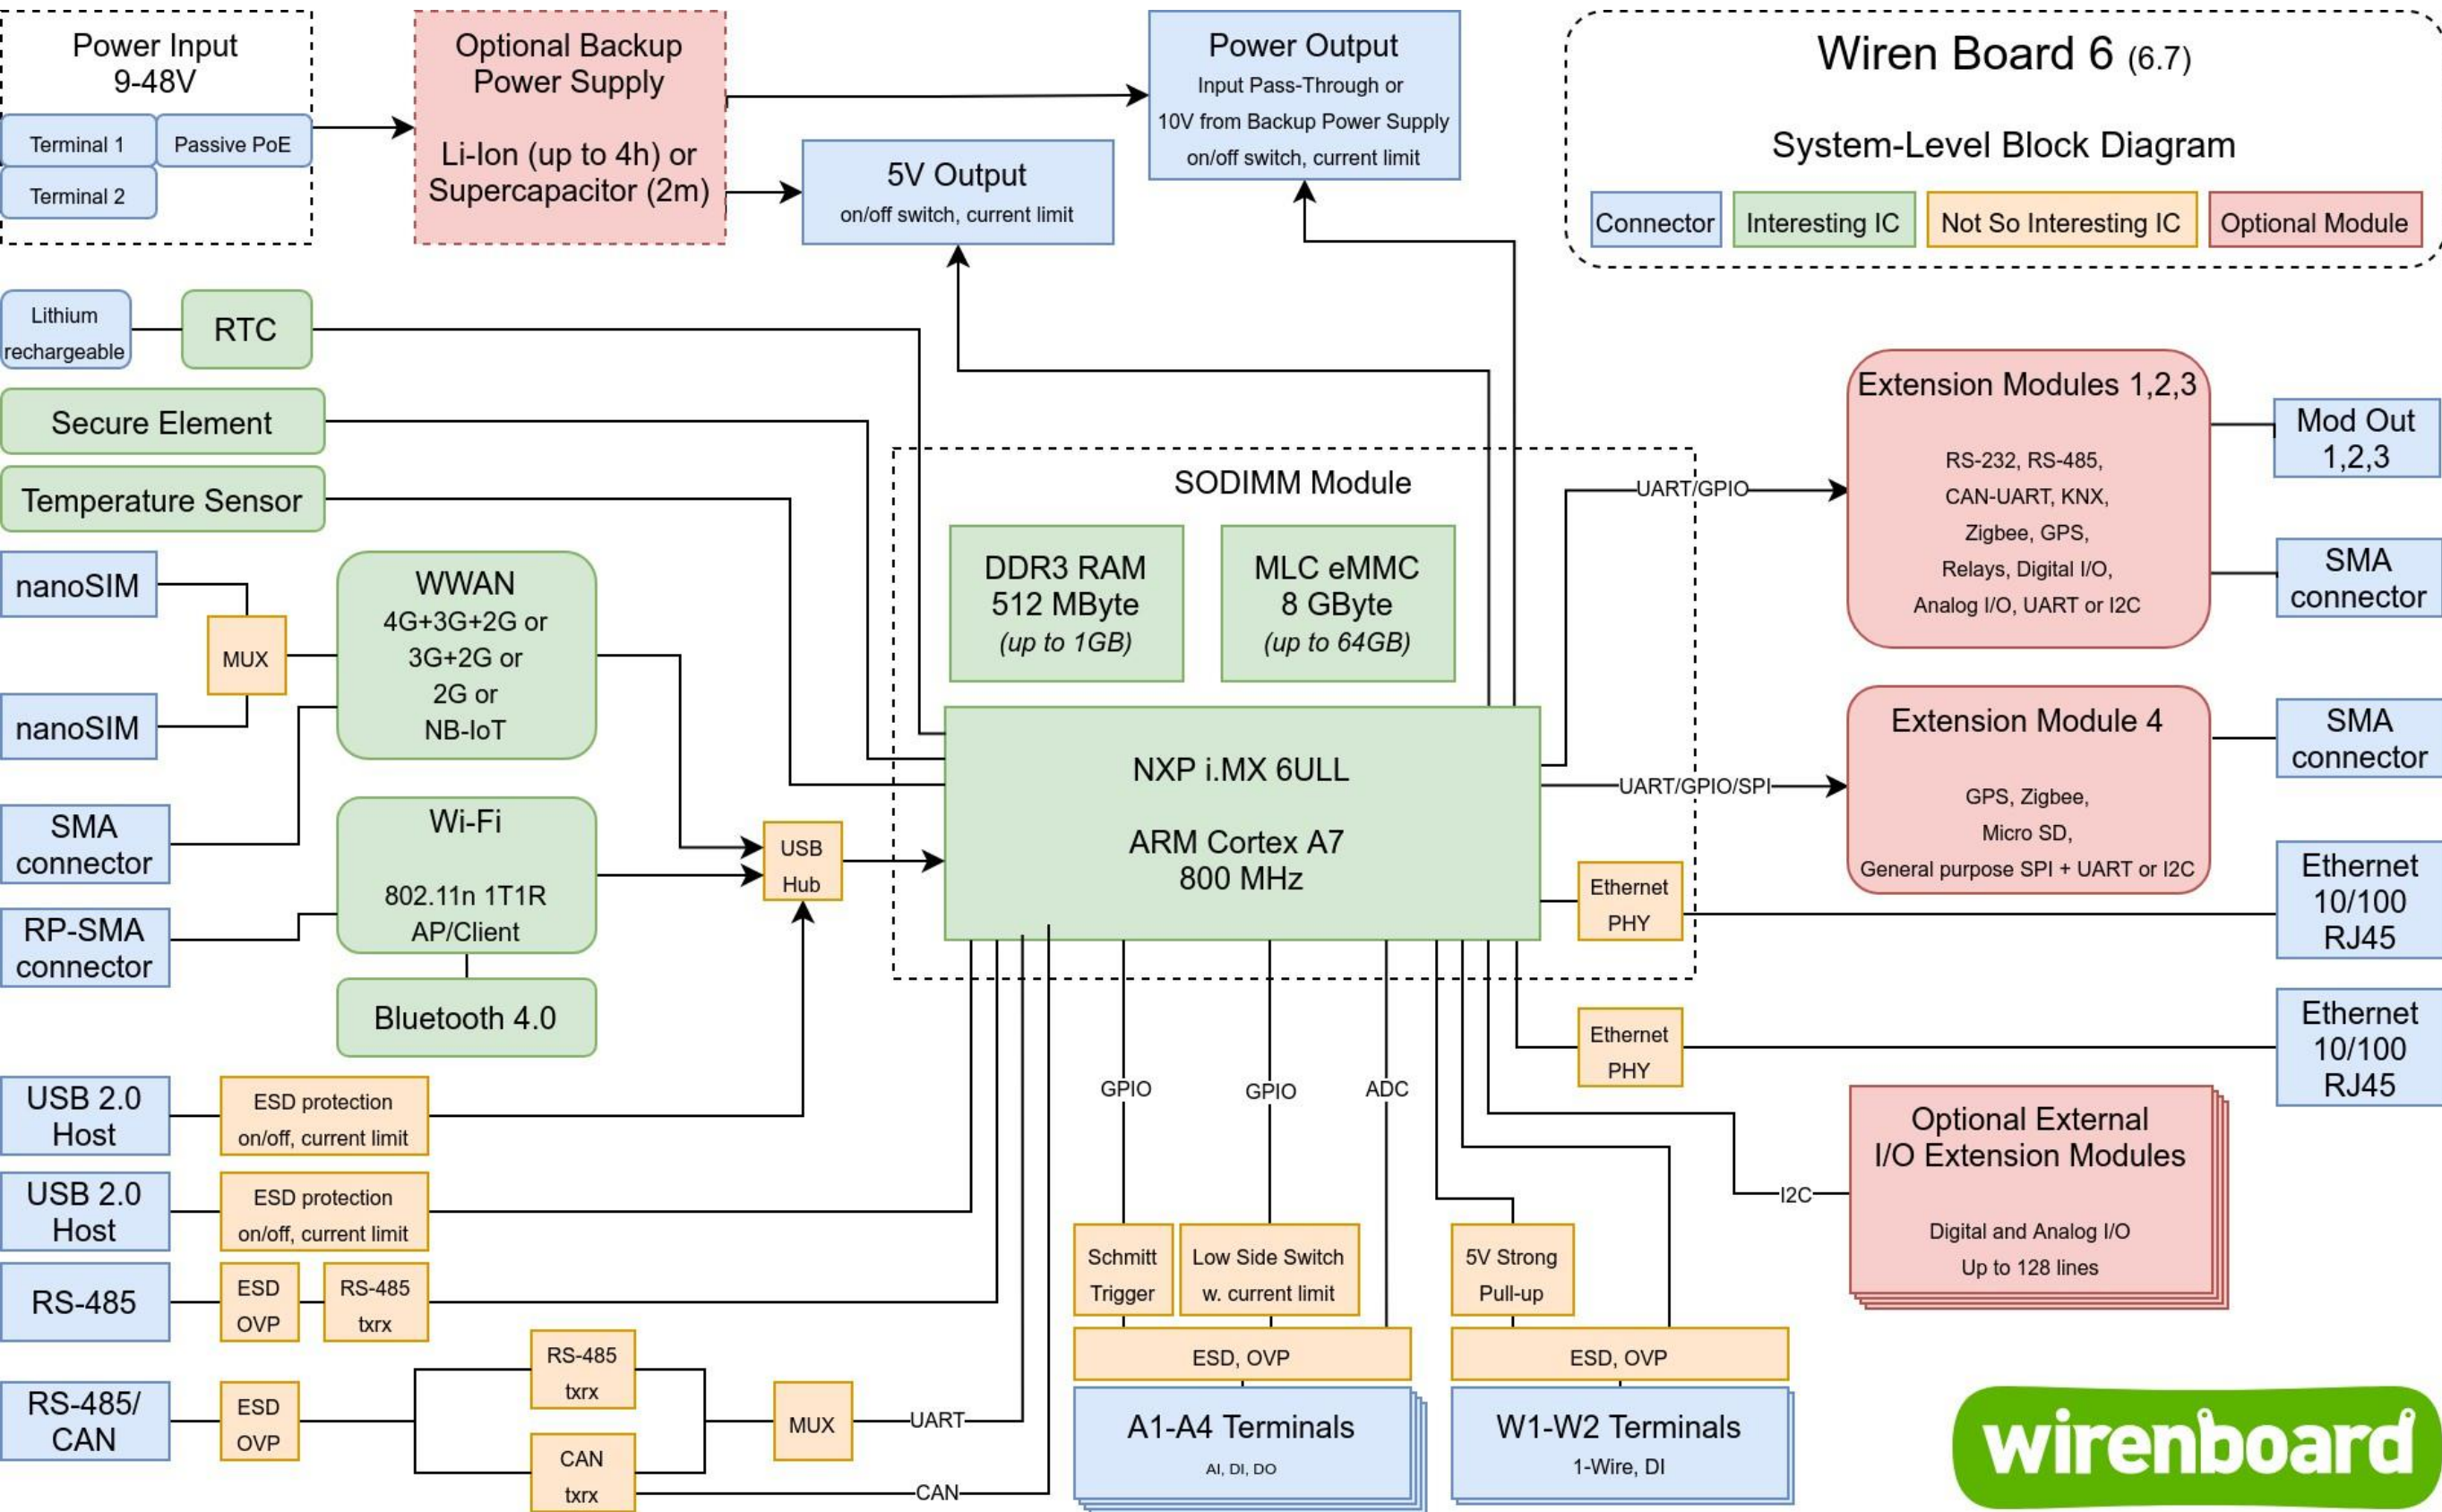 Power Input
9-48V
Terminal 1
Passive PoE
Terminal 2
Optional Backup
Power Supply
Li-Ion (up to 4h) or
Supercapacitor (2m)
Power Output
Input Pass-Through or
10V from Backup Power Supply
on/off switch, current limit
5V Output
on/off switch, current limit
Wiren Board 6 (6.7)
System-Level Block Diagram
Connector
Interesting IC
Not So Interesting IC
Optional Module
Lithium
rechargeable
RTC
Secure Element
Temperature Sensor
nanoSIM
MUX
nanoSIM
WWAN
4G+3G+2G or
3G+2G or
2G or
NB-IoT
SMA
connector
RP-SMA
connector
Wi-Fi
802.11n 1T1R
AP/Client
Bluetooth 4.0
USB
Hub
SODIMM Module
DDR3 RAM
512 MByte
(up to 1GB)
MLC eMMC
8 GByte
(up to 64GB)
NXP i.MX 6ULL
ARM Cortex A7
800 MHz
UART/GPIO
Extension Modules 1,2,3
RS-232, RS-485,
CAN-UART, KNX,
Zigbee, GPS,
Relays, Digital I/O,
Analog I/O, UART or I2C
Mod Out
1,2,3
SMA
connector
UART/GPIO/SPI
Extension Module 4
GPS, Zigbee,
Micro SD,
General purpose SPI + UART or I2C
SMA
connector
Ethernet
PHY
Ethernet
10/100
RJ45
Ethernet
PHY
Ethernet
10/100
RJ45
USB 2.0
Host
ESD protection
on/off, current limit
USB 2.0
Host
ESD protection
on/off, current limit
RS-485
ESD
OVP
RS-485
txrx
RS-485/
CAN
ESD
OVP
RS-485
txrx
CAN
txrx
MUX
UART
CAN
GPIO
GPIO
ADC
Schmitt
Trigger
Low Side Switch
w. current limit
ESD, OVP
A1-A4 Terminals
AI, DI, DO
5V Strong
Pull-up
ESD, OVP
W1-W2 Terminals
1-Wire, DI
I2C
Optional External
I/O Extension Modules
Digital and Analog I/O
Up to 128 lines
wirenboard